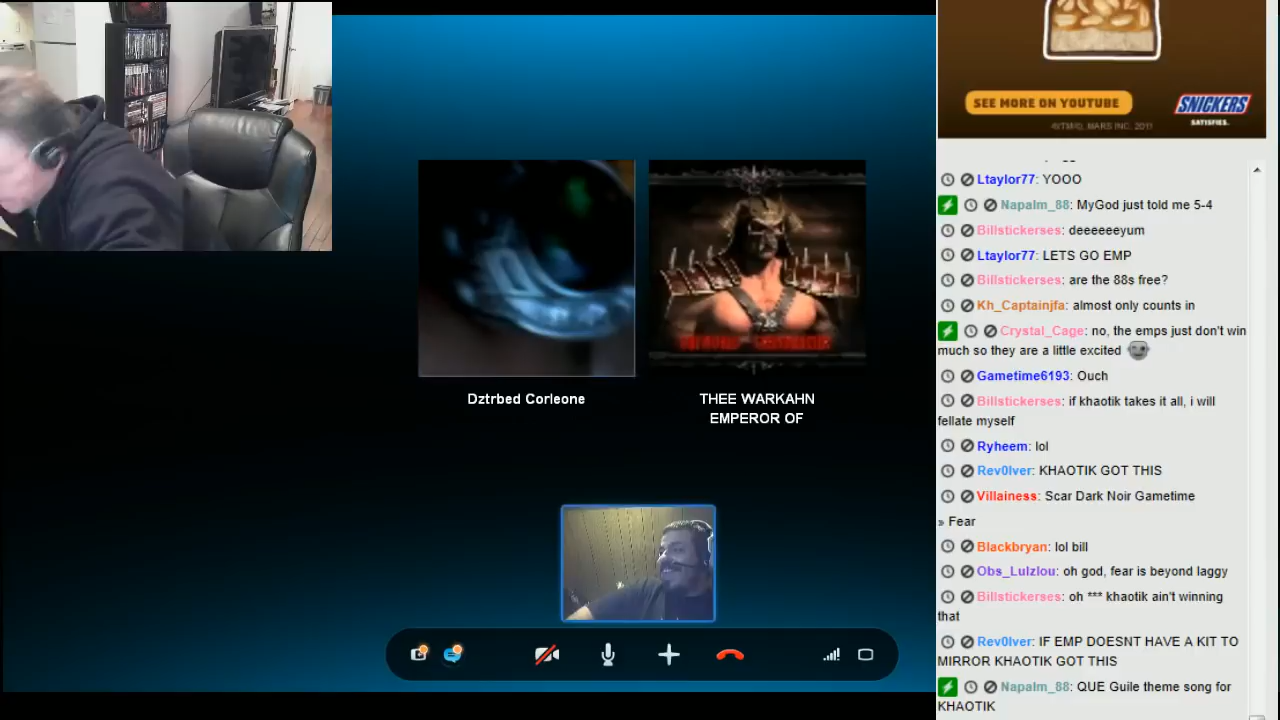 SEE MORE ON YOUTUBE
SNICKERS
SATISFIES.
Ltaylor77: YOOO
Napalm_88: MyGod just told me 5-4
Billstickerses: deeeeeeyum
Ltaylor77: LETS GO EMP
Billstickerses: are the 88s free?
Kh_Captainjfa: almost only counts in
Crystal_Cage: no, the emps just don't win
much so they are a little excited
Gametime6193: Ouch
Billstickerses: if khaotik takes it all, i will
fellate myself
Ryheem: lol
Rev0lver: KHAOTIK GOT THIS
Villainess: Scar Dark Noir Gametime
» Fear
Blackbryan: lol bill
Obs_Lulzlou: oh god, fear is beyond laggy
Billstickerses: oh *** khaotik ain't winning
that
Rev0lver: IF EMP DOESNT HAVE A KIT TO
MIRROR KHAOTIK GOT THIS
Napalm_88: QUE Guile theme song for
KHAOTIK
Dztrbed Corleone
THEE WARKAHN
EMPEROR OF